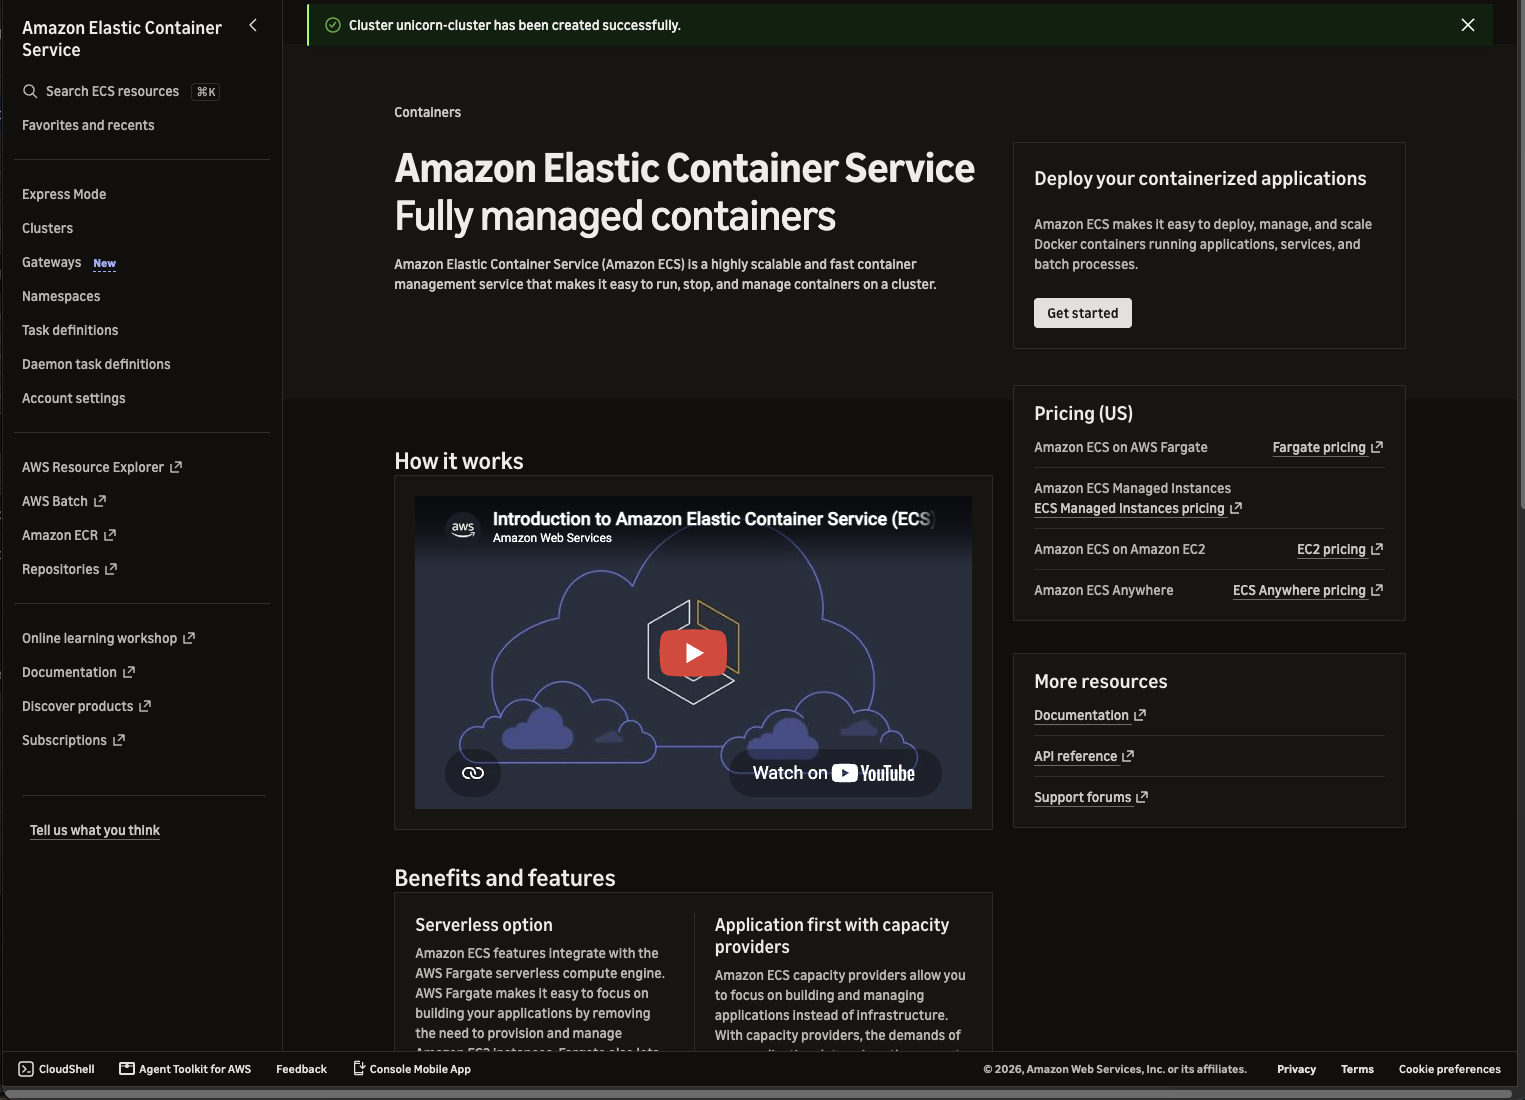 Amazon Elastic Container
Service
Search ECS resources ⌘K
Favorites and recents
Express Mode
Clusters
Gateways New
Namespaces
Task definitions
Daemon task definitions
Account settings
AWS Resource Explorer
AWS Batch
Amazon ECR
Repositories
Online learning workshop
Documentation
Discover products
Subscriptions
Tell us what you think
Cluster unicorn-cluster has been created successfully.
Containers
Amazon Elastic Container Service
Fully managed containers
Amazon Elastic Container Service (Amazon ECS) is a highly scalable and fast container
management service that makes it easy to run, stop, and manage containers on a cluster.
Deploy your containerized applications
Amazon ECS makes it easy to deploy, manage, and scale
Docker containers running applications, services, and
batch processes.
Get started
Pricing (US)
Amazon ECS on AWS Fargate Fargate pricing
Amazon ECS Managed Instances
ECS Managed Instances pricing
Amazon ECS on Amazon EC2 EC2 pricing
Amazon ECS Anywhere ECS Anywhere pricing
More resources
Documentation
API reference
Support forums
How it works
aws
Introduction to Amazon Elastic Container Service (ECS)
Amazon Web Services
Watch on YouTube
Benefits and features
Serverless option
Amazon ECS features integrate with the
AWS Fargate serverless compute engine.
AWS Fargate makes it easy to focus on
building your applications by removing
the need to provision and manage
Application first with capacity
providers
Amazon ECS capacity providers allow you
to focus on building and managing
applications instead of infrastructure.
With capacity providers, the demands of
CloudShell Agent Toolkit for AWS Feedback Console Mobile App
© 2026, Amazon Web Services, Inc. or its affiliates. Privacy Terms Cookie preferences